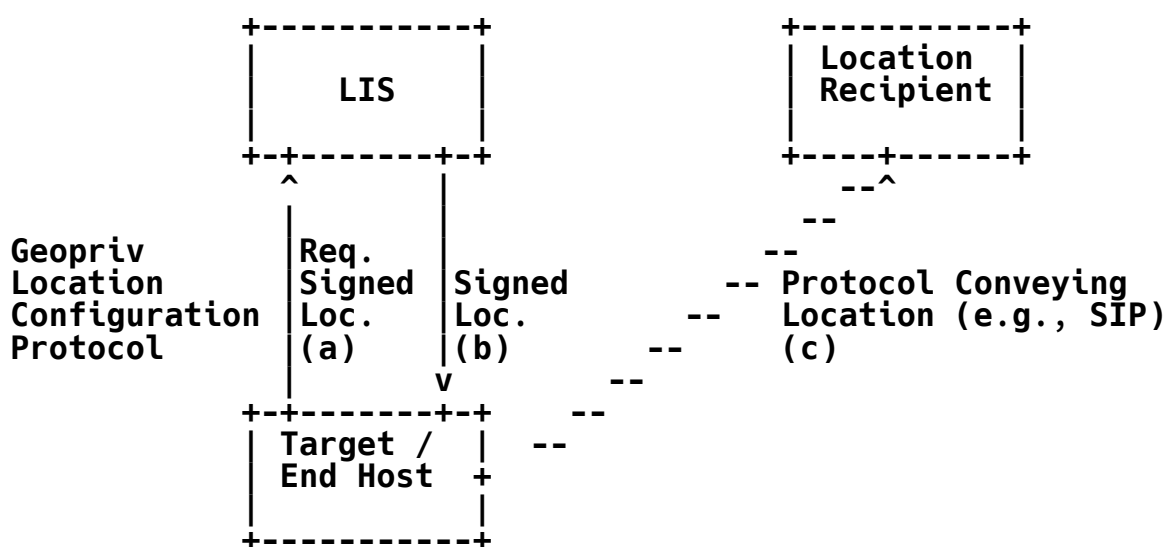 Location
LIS Recipient
Geopriv Req.
Location Signed Signed Protocol Conveying
Configuration Loc. Loc. Location (e.g., SIP)
Protocol (a) (b) (c)
v
Target /
End Host